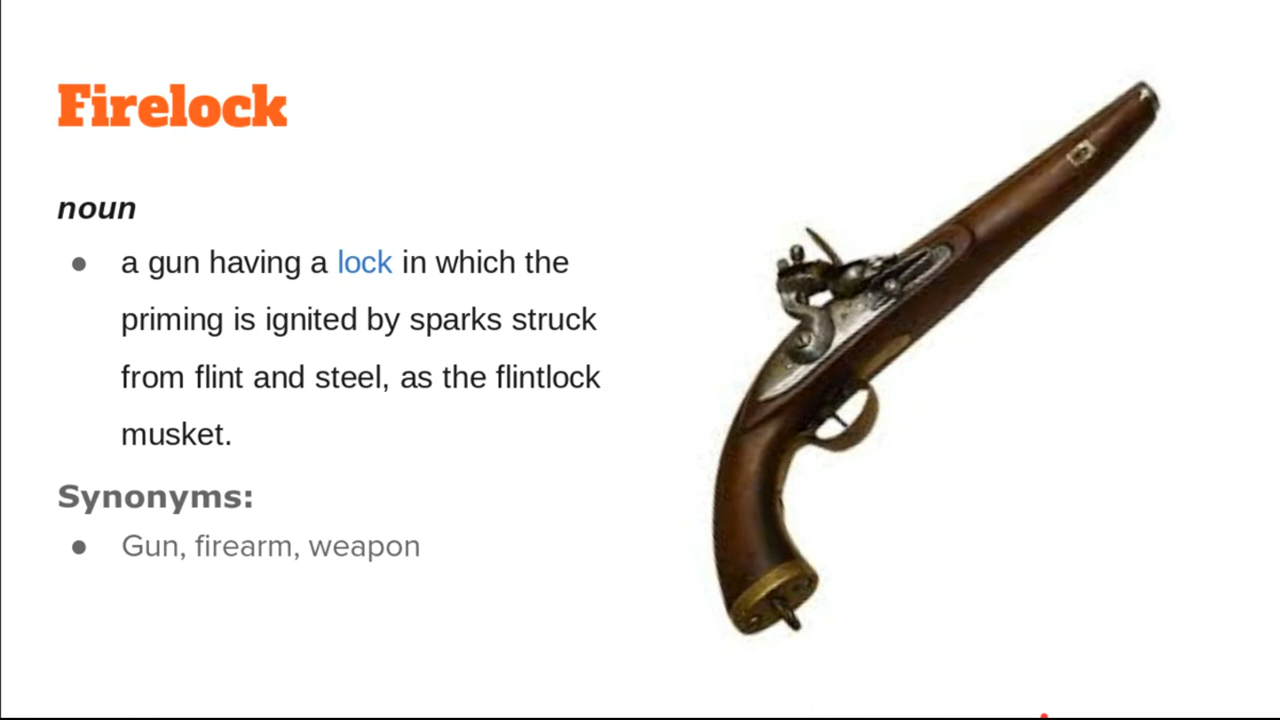 Firelock
noun
● a gun having a lock in which the
priming is ignited by sparks struck
from flint and steel, as the flintlock
musket.
Synonyms:
● Gun, firearm, weapon